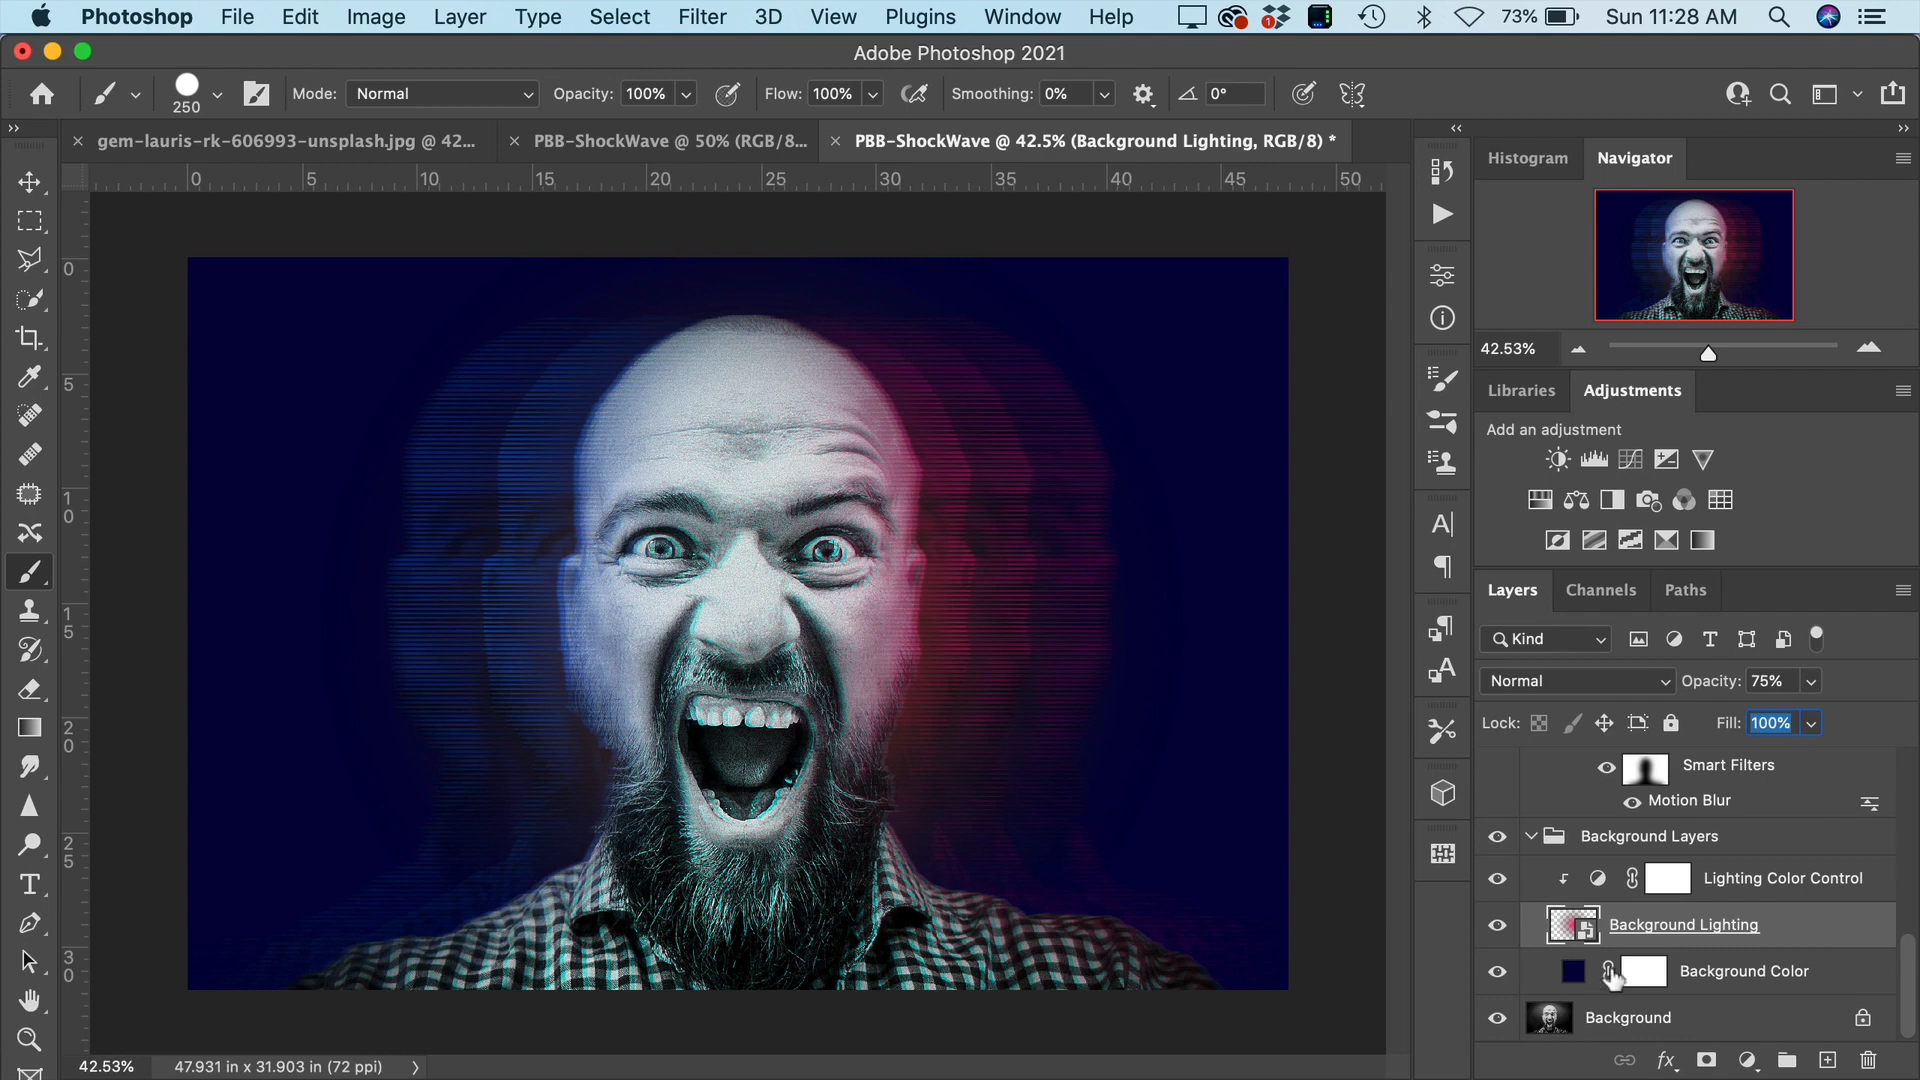 Photoshop File Edit Image Layer Type Select Filter 3D View Plugins Window Help 1 73% Sun 11:28 AM
Adobe Photoshop 2021
250 Mode: Normal Opacity: 100% Flow: 100% Smoothing: 0% 0°
gem-lauris-rk-606993-unsplash.jpg @ 42... PBB-ShockWave @ 50% (RGB/8... PBB-ShockWave @ 42.5% (Background Lighting, RGB/8) *
0 5 10 15 20 25 30 35 40 45 50
0
5
1
0
1
5
2
0
2
5
3
0
Histogram Navigator
42.53%
Libraries Adjustments
Add an adjustment
Layers Channels Paths
Kind
Normal Opacity: 75%
Lock: Fill: 100%
Smart Filters
Motion Blur
Background Layers
Lighting Color Control
Background Lighting
Background Color
Background
fx
42.53% 47.931 in x 31.903 in (72 ppi)